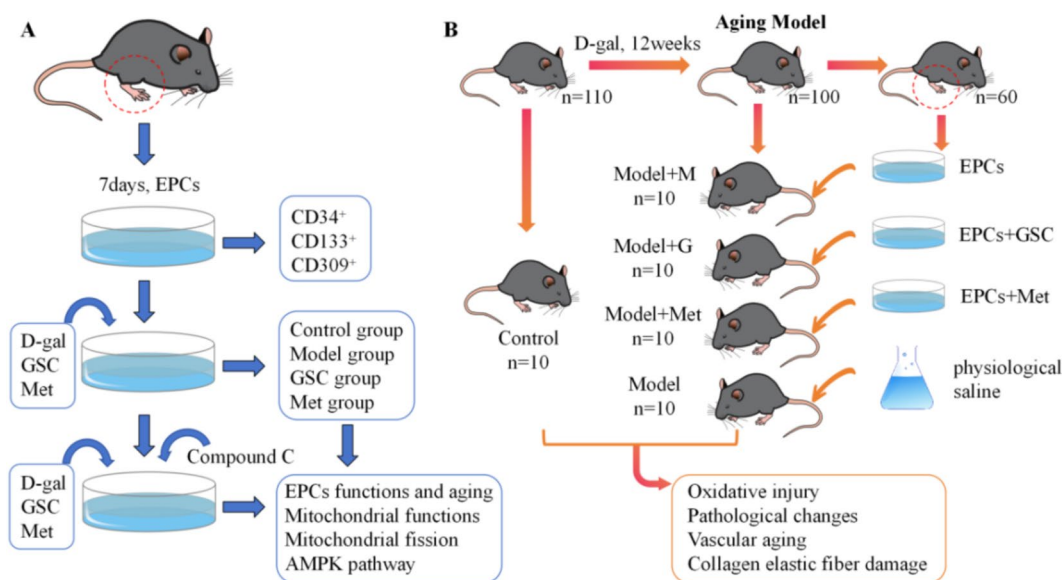 A
7days, EPCs
CD34⁺
CD133⁺
CD309⁺
D-gal
GSC
Met
Control group
Model group
GSC group
Met group
Compound C
D-gal
GSC
Met
EPCs functions and aging
Mitochondrial functions
Mitochondrial fission
AMPK pathway
B
Aging Model
D-gal, 12weeks
n=110
n=100
n=60
Model+M
n=10
EPCs
Model+G
n=10
EPCs+GSC
Model+Met
n=10
EPCs+Met
Control
n=10
Model
n=10
physiological
saline
Oxidative injury
Pathological changes
Vascular aging
Collagen elastic fiber damage